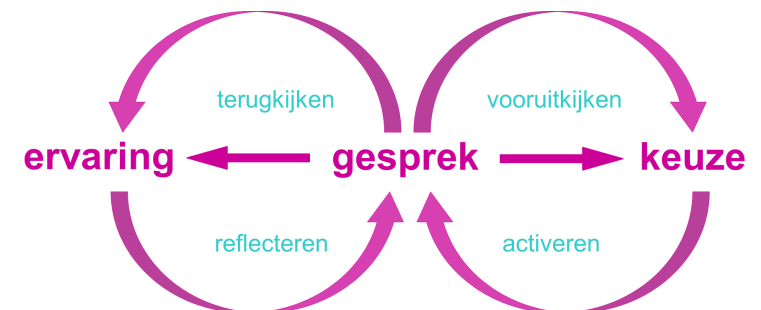 terugkijken
vooruitkijken
ervaring
gesprek
keuze
reflecteren
activeren